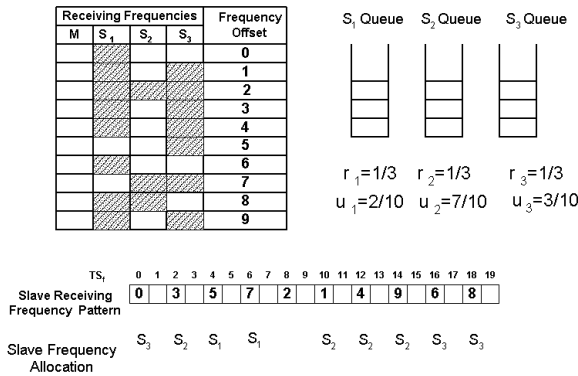 Receiving Frequencies Frequency Offset
M S1 S2 S3
0
1
2
3
4
5
6
7
8
9
S1 Queue S2 Queue S3 Queue
r1=1/3 r2=1/3 r3=1/3
u1=2/10 u2=7/10 u3=3/10
TSf 0 1 2 3 4 5 6 7 8 9 10 11 12 13 14 15 16 17 18 19
Slave Receiving Frequency Pattern 0 3 5 7 2 1 4 9 6 8
Slave Frequency Allocation S3 S2 S1 S1 S2 S2 S2 S3 S3